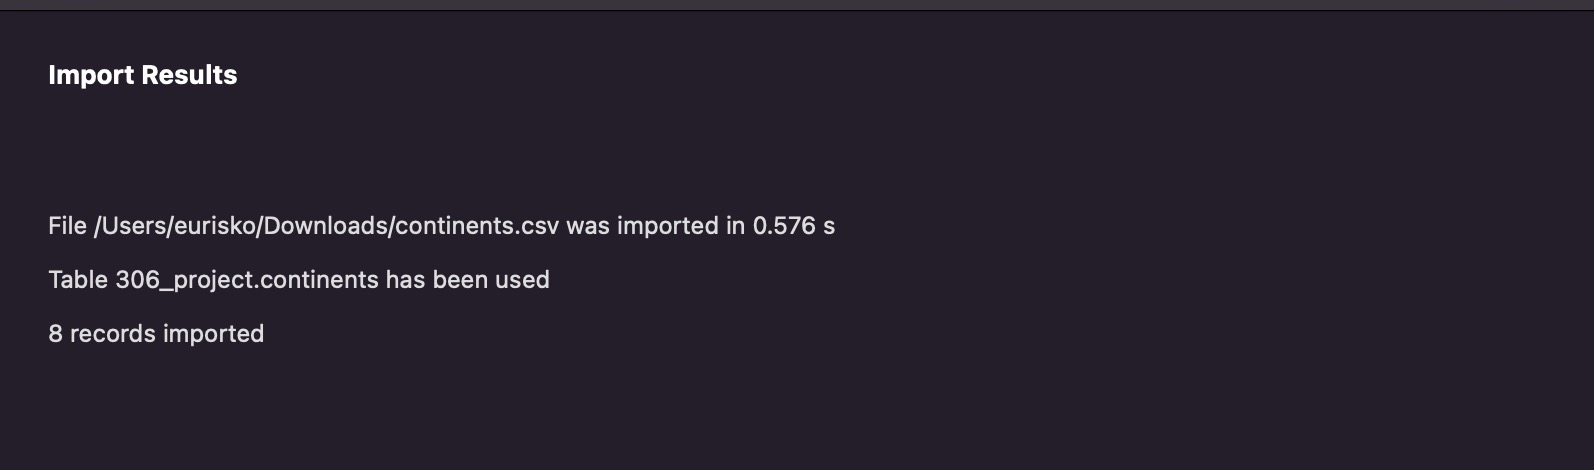 Import Results
File /Users/eurisko/Downloads/continents.csv was imported in 0.576 s
Table 306_project.continents has been used
8 records imported